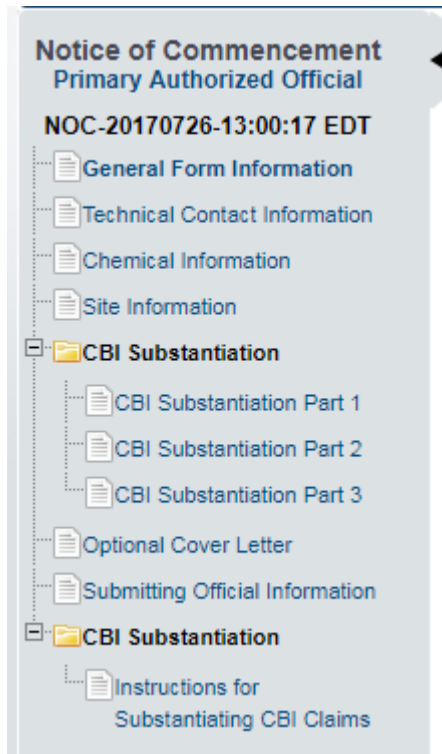 Notice of Commencement
Primary Authorized Official
NOC-20170726-13:00:17 EDT
General Form Information
Technical Contact Information
Chemical Information
Site Information
CBI Substantiation
CBI Substantiation Part 1
CBI Substantiation Part 2
CBI Substantiation Part 3
Optional Cover Letter
Submitting Official Information
CBI Substantiation
Instructions for
Substantiating CBI Claims